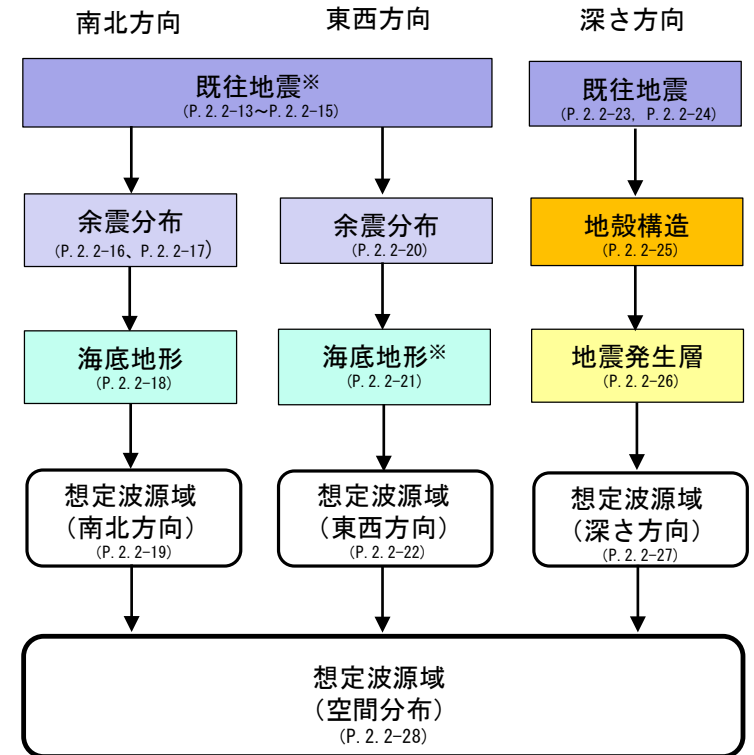 南北方向
東西方向
深さ方向
既往地震※
(P.2.2-13～P.2.2-15)
既往地震
(P.2.2-23, P.2.2-24)
余震分布
(P.2.2-16、P.2.2-17)
余震分布
(P.2.2-20)
地殻構造
(P.2.2-25)
海底地形
(P.2.2-18)
海底地形※
(P.2.2-21)
地震発生層
(P.2.2-26)
想定波源域
(南北方向)
(P.2.2-19)
想定波源域
(東西方向)
(P.2.2-22)
想定波源域
(深さ方向)
(P.2.2-27)
想定波源域
(空間分布)
(P.2.2-28)